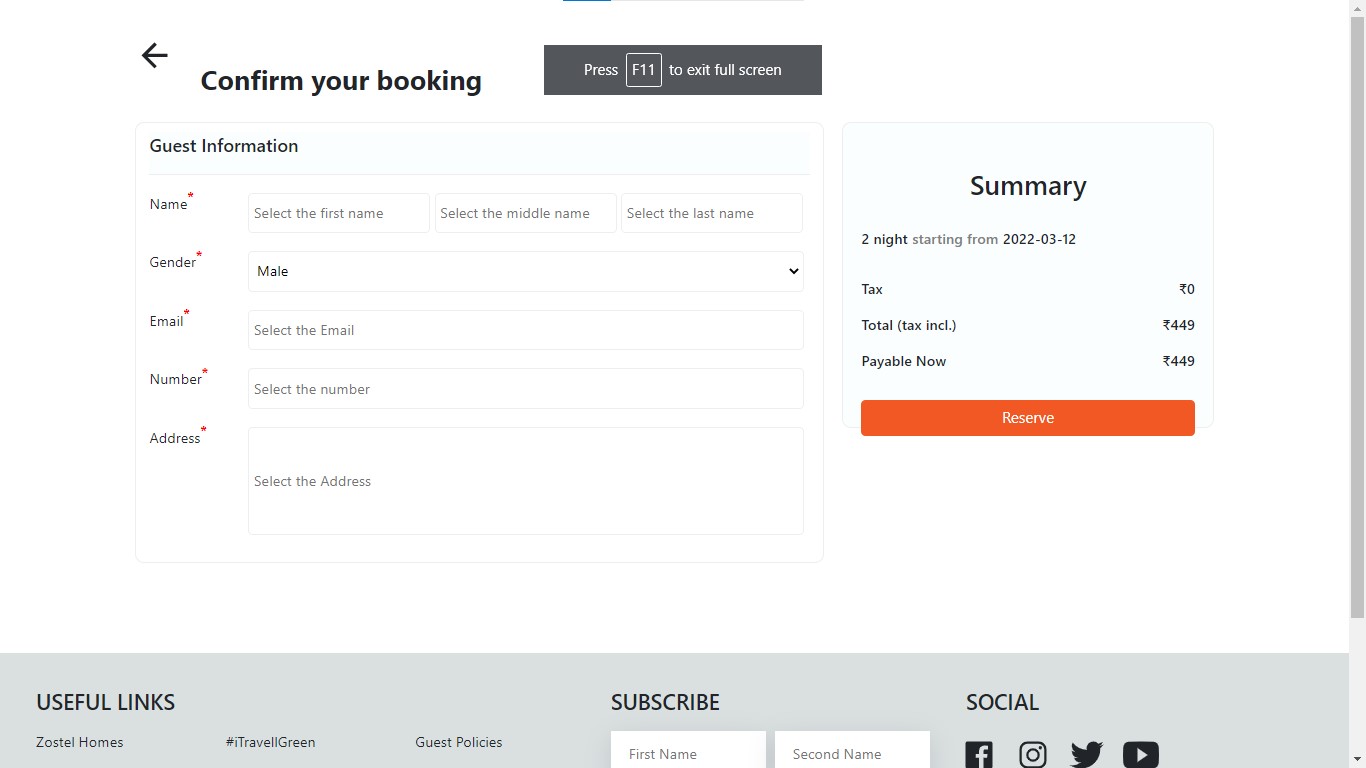 Confirm your booking
Press F11 to exit full screen
Guest Information
Name*
Select the first name Select the middle name Select the last name
Gender*
Male
Email*
Select the Email
Number*
Select the number
Address*
Select the Address
Summary
2 night starting from 2022-03-12
Tax ₹0
Total (tax incl.) ₹449
Payable Now ₹449
Reserve
USEFUL LINKS
Zostel Homes #iTravellGreen Guest Policies
SUBSCRIBE
First Name Second Name
SOCIAL